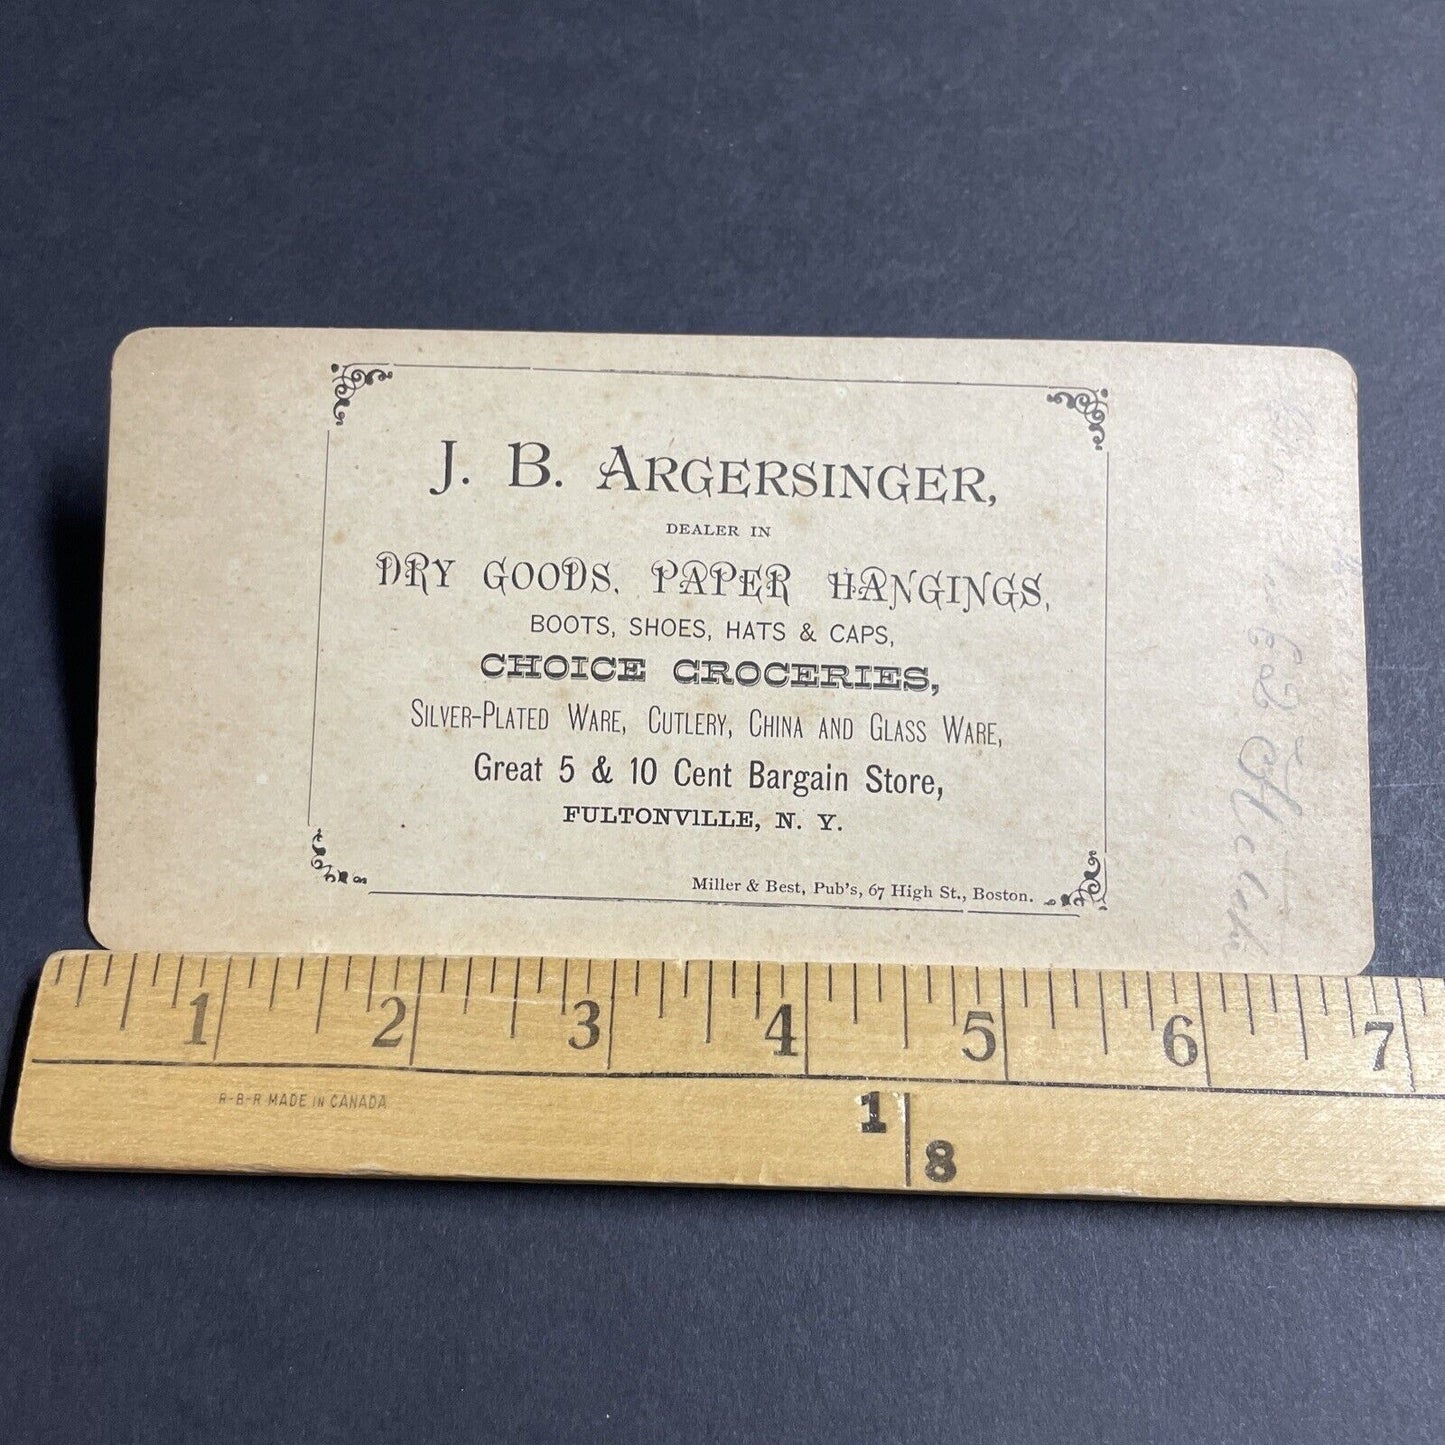 J. B. ARGERSINGER,
DEALER IN
DRY GOODS, PAPER HANGINGS,
BOOTS, SHOES, HATS & CAPS,
CHOICE GROCERIES,
SILVER-PLATED WARE, CUTLERY, CHINA AND GLASS WARE,
Great 5 & 10 Cent Bargain Store,
FULTONVILLE, N. Y.
Miller & Best, Pub's, 67 High St., Boston.
1 2 3 4 5 6 7
R-B-R MADE IN CANADA
1
8